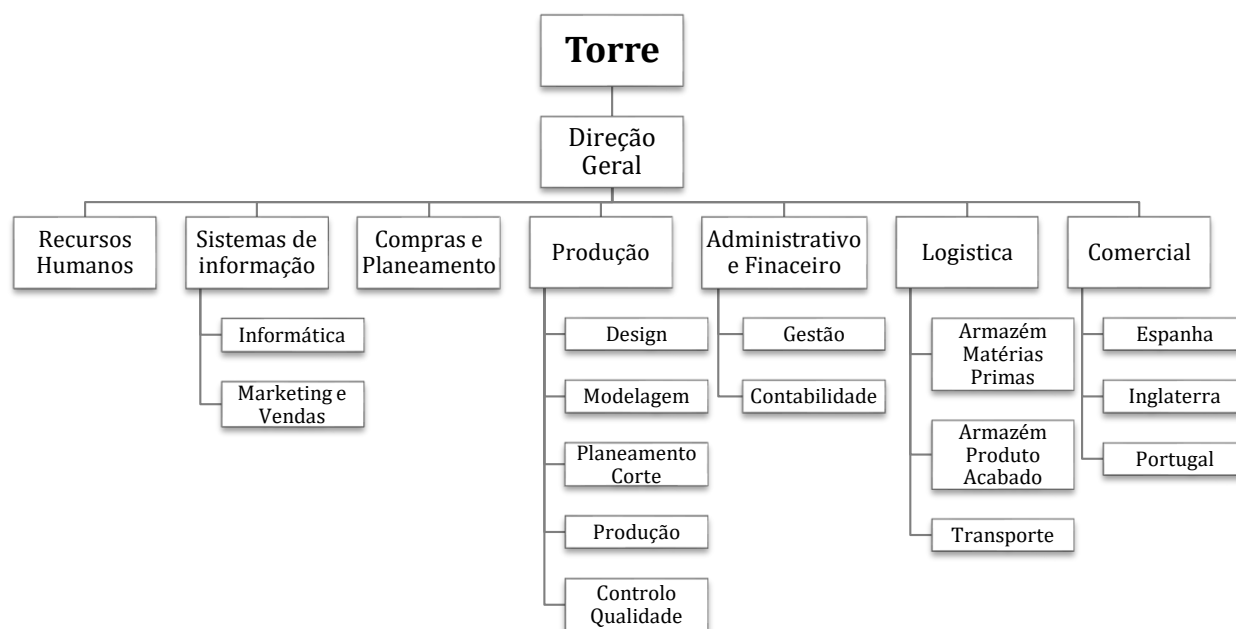 Torre
Direção
Geral
Recursos
Humanos
Sistemas de
informação
Compras e
Planeamento
Produção
Administrativo
e Finaceiro
Logistica
Comercial
Informática
Marketing e
Vendas
Design
Modelagem
Planeamento
Corte
Produção
Controlo
Qualidade
Gestão
Contabilidade
Armazém
Matérias
Primas
Armazém
Produto
Acabado
Transporte
Espanha
Inglaterra
Portugal